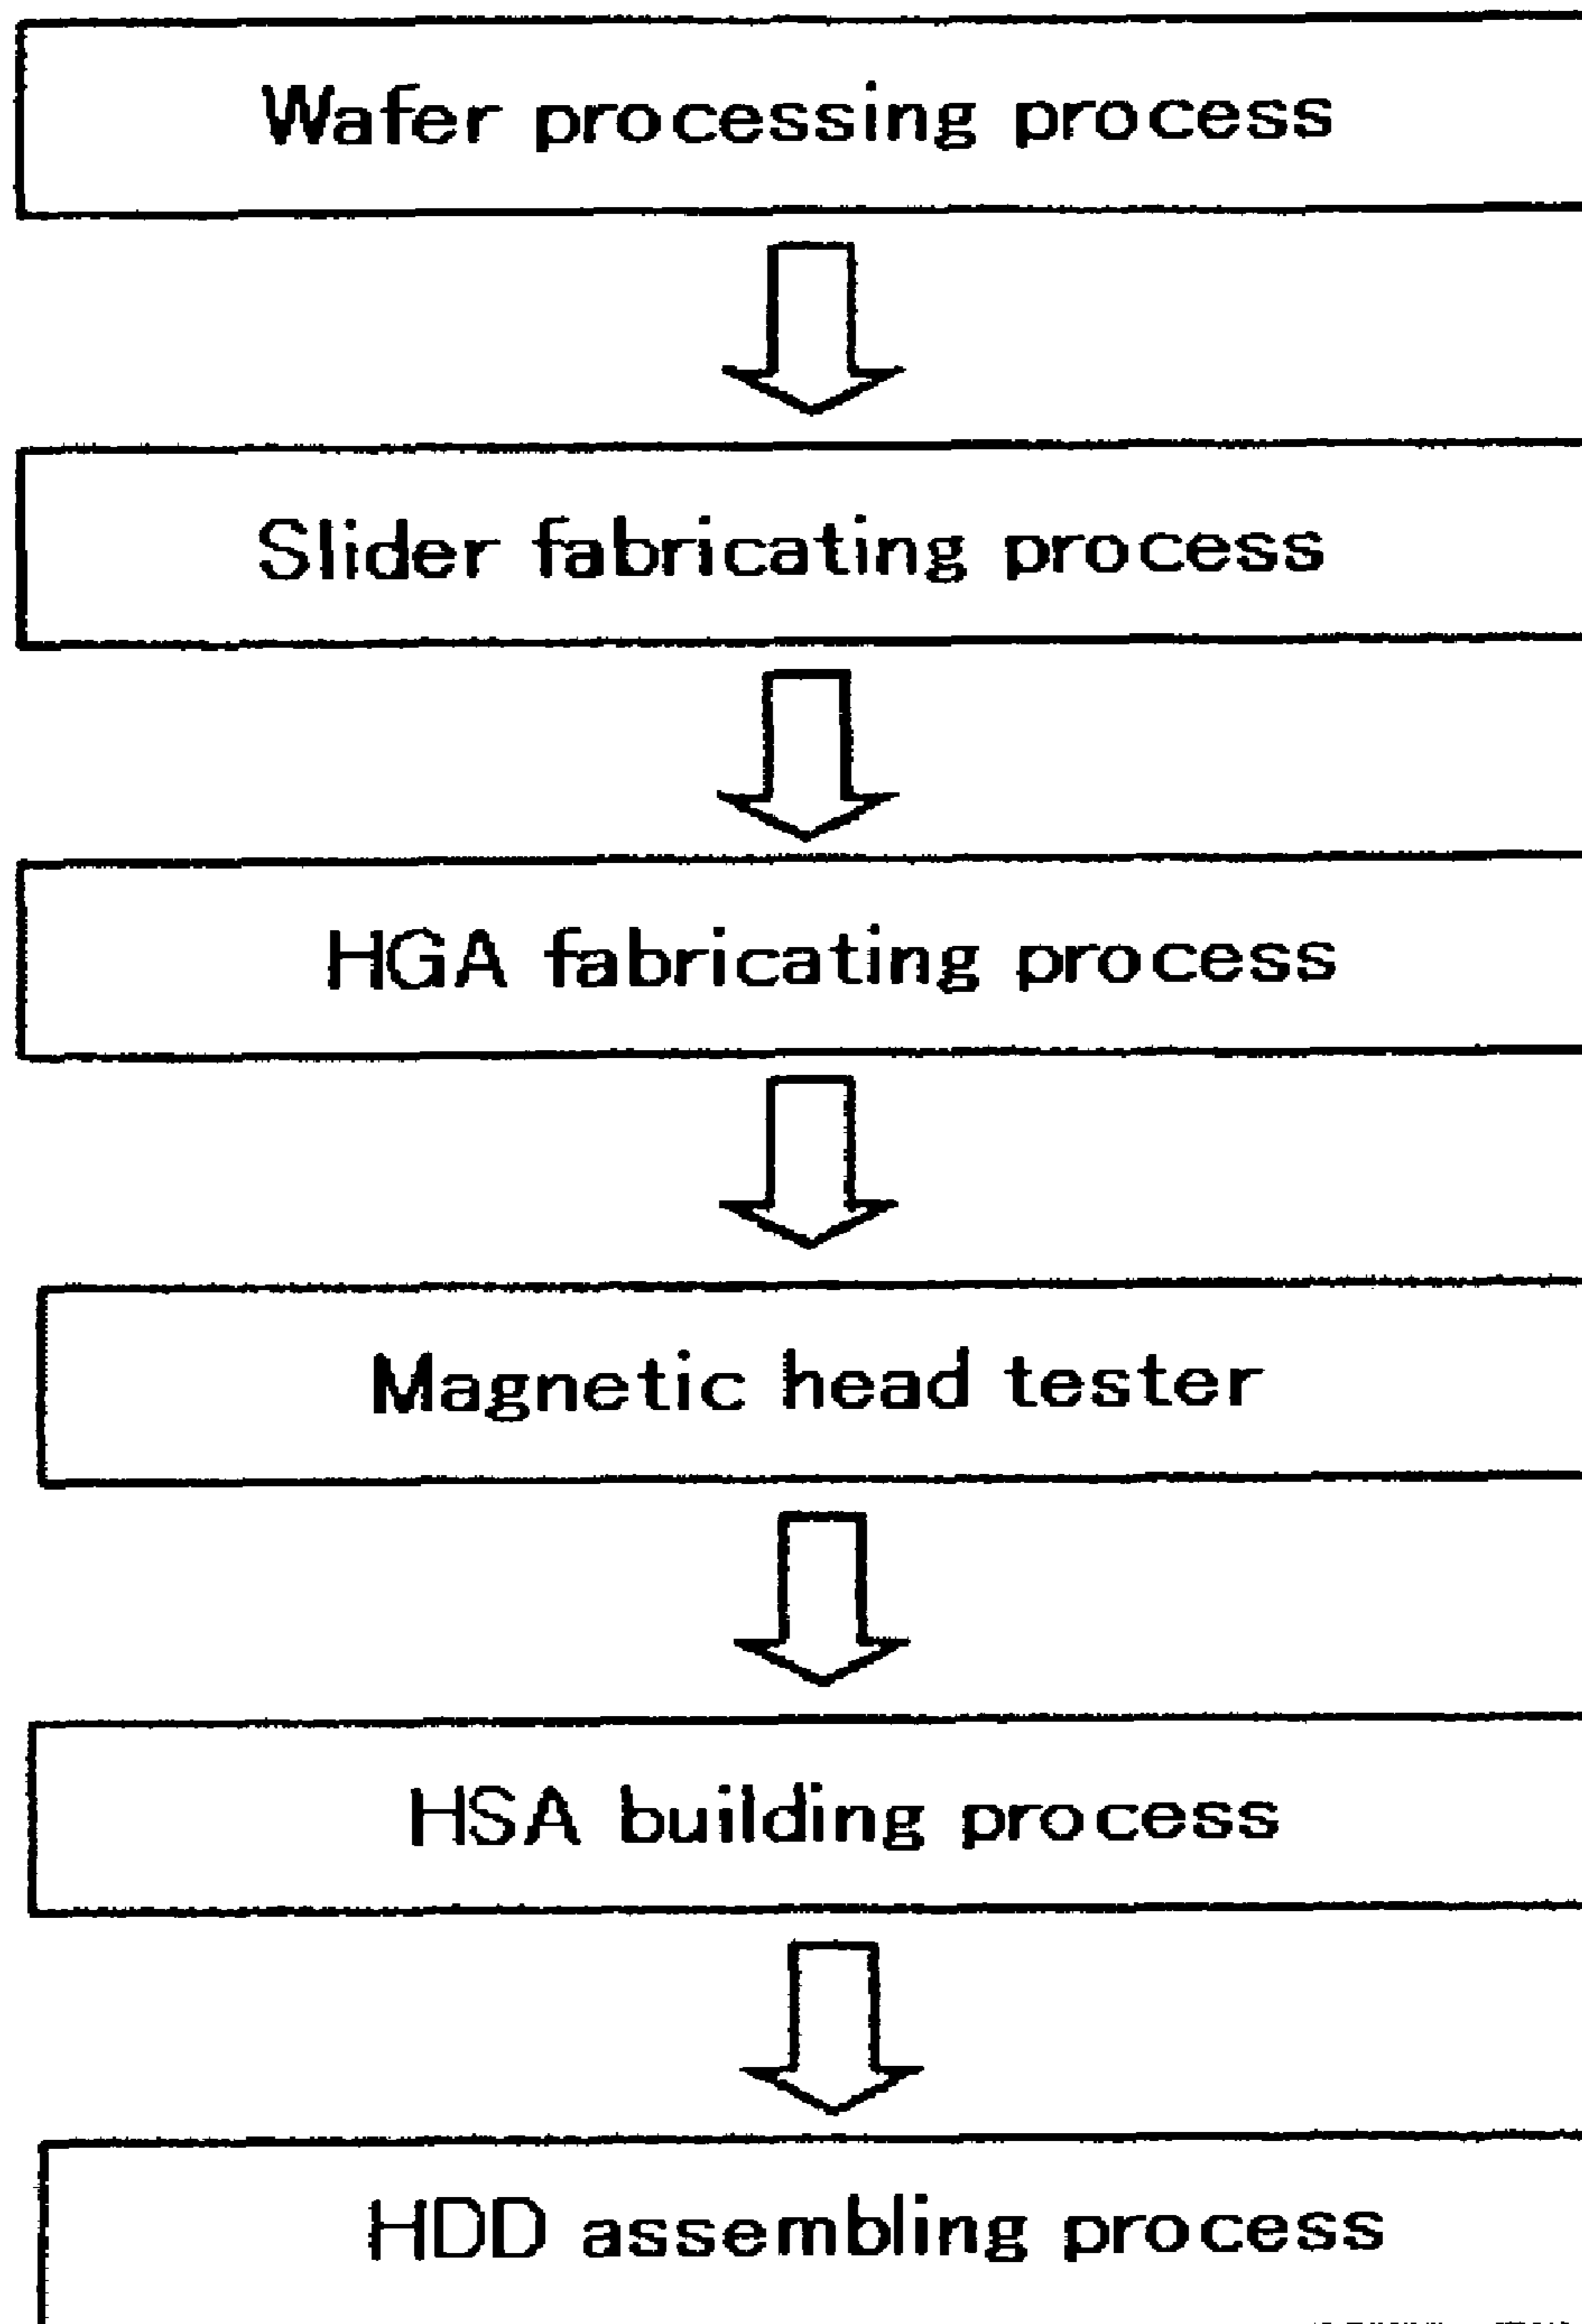 Wafer processing process
Slider fabricating process
HGA fabricating process
Magnetic head tester
HSA building process
HDD assembling process